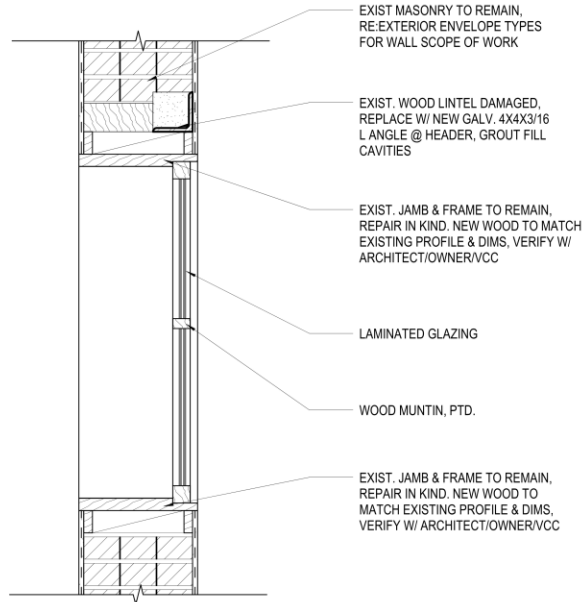 EXIST MASONRY TO REMAIN,
RE:EXTERIOR ENVELOPE TYPES
FOR WALL SCOPE OF WORK
EXIST. WOOD LINTEL DAMAGED,
REPLACE W/ NEW GALV. 4X4X3/16
L ANGLE @ HEADER, GROUT FILL
CAVITIES
EXIST. JAMB & FRAME TO REMAIN,
REPAIR IN KIND. NEW WOOD TO MATCH
EXISTING PROFILE & DIMS, VERIFY W/
ARCHITECT/OWNER/VCC
LAMINATED GLAZING
WOOD MUNTIN, PTD.
EXIST. JAMB & FRAME TO REMAIN,
REPAIR IN KIND. NEW WOOD TO
MATCH EXISTING PROFILE & DIMS,
VERIFY W/ ARCHITECT/OWNER/VCC